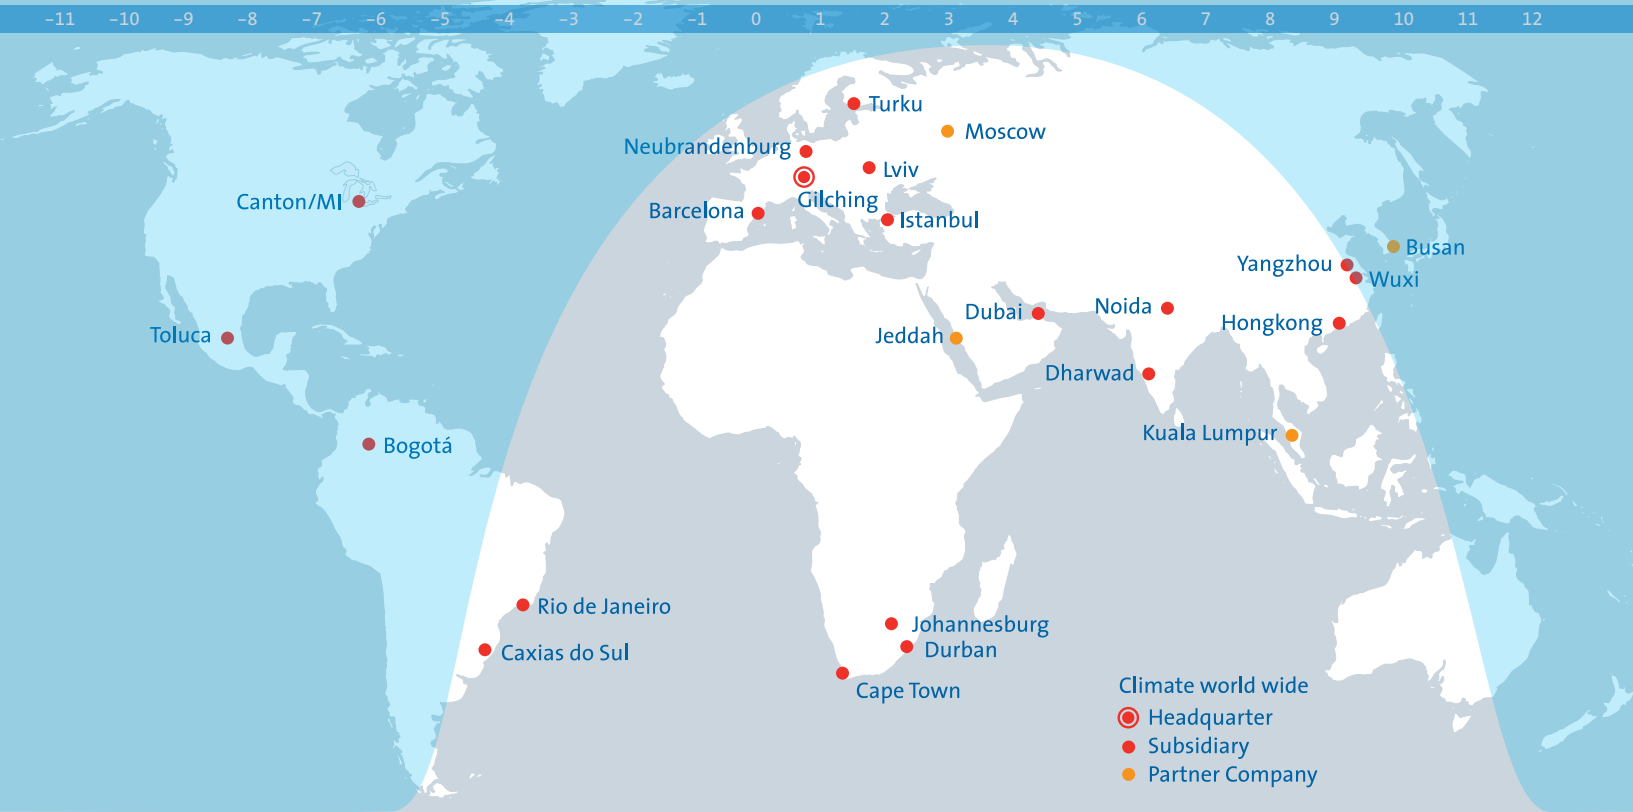 −11 −10 −9 −8 −7 −6 −5 −4 −3 −2 −1 0 1 2 3 4 5 6 7 8 9 10 11 12
Turku
Moscow
Neubrandenburg
Lviv
Canton/MI
Gilching
Barcelona
Istanbul
Busan
Yangzhou
Wuxi
Noida
Dubai
Hongkong
Toluca
Jeddah
Dharwad
Kuala Lumpur
Bogotá
Rio de Janeiro
Johannesburg
Durban
Caxias do Sul
Cape Town
Climate world wide
Headquarter
Subsidiary
Partner Company